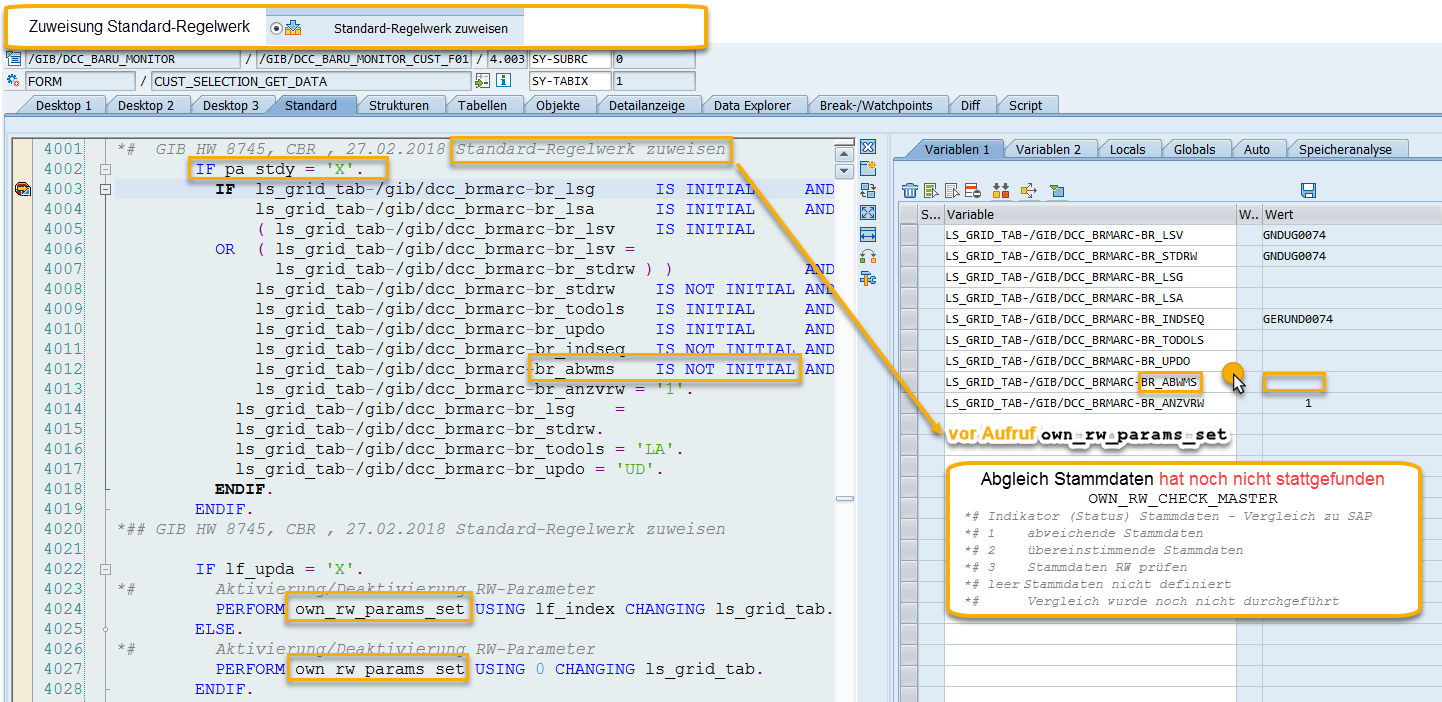 Zuweisung Standard-Regelwerk Standard-Regelwerk zuweisen
/GIB/DCC_BARU_MONITOR / /GIB/DCC_BARU_MONITOR_CUST_F01 / 4.003 SY-SUBRC 0
FORM / CUST_SELECTION_GET_DATA SY-TABIX 1
Desktop 1 Desktop 2 Desktop 3 Standard Strukturen Tabellen Objekte Detailanzeige Data Explorer Break-/Watchpoints Diff Script
4001 *# GIB HW 8745, CBR , 27.02.2018 Standard-Regelwerk zuweisen
4002 IF pa_stdy = 'X'.
4003 IF ls_grid_tab-/gib/dcc_brmarc-br_lsg IS INITIAL AND
4004 ls_grid_tab-/gib/dcc_brmarc-br_lsa IS INITIAL AND
4005 ( ls_grid_tab-/gib/dcc_brmarc-br_lsv IS INITIAL
4006 OR ( ls_grid_tab-/gib/dcc_brmarc-br_lsv =
4007 ls_grid_tab-/gib/dcc_brmarc-br_stdrw ) ) AND
4008 ls_grid_tab-/gib/dcc_brmarc-br_stdrw IS NOT INITIAL AND
4009 ls_grid_tab-/gib/dcc_brmarc-br_todols IS INITIAL AND
4010 ls_grid_tab-/gib/dcc_brmarc-br_updo IS INITIAL AND
4011 ls_grid_tab-/gib/dcc_brmarc-br_indseq IS NOT INITIAL AND
4012 ls_grid_tab-/gib/dcc_brmarc-br_abwms IS NOT INITIAL AND
4013 ls_grid_tab-/gib/dcc_brmarc-br_anzvrw = '1'.
4014 ls_grid_tab-/gib/dcc_brmarc-br_lsg =
4015 ls_grid_tab-/gib/dcc_brmarc-br_stdrw.
4016 ls_grid_tab-/gib/dcc_brmarc-br_todols = 'LA'.
4017 ls_grid_tab-/gib/dcc_brmarc-br_updo = 'UD'.
4018 ENDIF.
4019 ENDIF.
4020 *## GIB HW 8745, CBR , 27.02.2018 Standard-Regelwerk zuweisen
4021
4022 IF lf_upda = 'X'.
4023 *# Aktivierung/Deaktivierung RW-Parameter
4024 PERFORM own_rw_params_set USING lf_index CHANGING ls_grid_tab.
4025 ELSE.
4026 *# Aktivierung/Deaktivierung RW-Parameter
4027 PERFORM own_rw_params_set USING 0 CHANGING ls_grid_tab.
4028 ENDIF.
Variablen 1 Variablen 2 Locals Globals Auto Speicheranalyse
S... Variable W.. Wert
LS_GRID_TAB-/GIB/DCC_BRMARC-BR_LSV GNDUG0074
LS_GRID_TAB-/GIB/DCC_BRMARC-BR_STDRW GNDUG0074
LS_GRID_TAB-/GIB/DCC_BRMARC-BR_LSG
LS_GRID_TAB-/GIB/DCC_BRMARC-BR_LSA
LS_GRID_TAB-/GIB/DCC_BRMARC-BR_INDSEQ GERUND0074
LS_GRID_TAB-/GIB/DCC_BRMARC-BR_TODOLS
LS_GRID_TAB-/GIB/DCC_BRMARC-BR_UPDO
LS_GRID_TAB-/GIB/DCC_BRMARC-BR_ABWMS
LS_GRID_TAB-/GIB/DCC_BRMARC-BR_ANZVRW 1
vor Aufruf own_rw_params_set
Abgleich Stammdaten hat noch nicht stattgefunden
OWN_RW_CHECK_MASTER
*# Indikator (Status) Stammdaten - Vergleich zu SAP
*# 1 abweichende Stammdaten
*# 2 übereinstimmende Stammdaten
*# 3 Stammdaten RW prüfen
*# leer Stammdaten nicht definiert
*# Vergleich wurde noch nicht durchgeführt